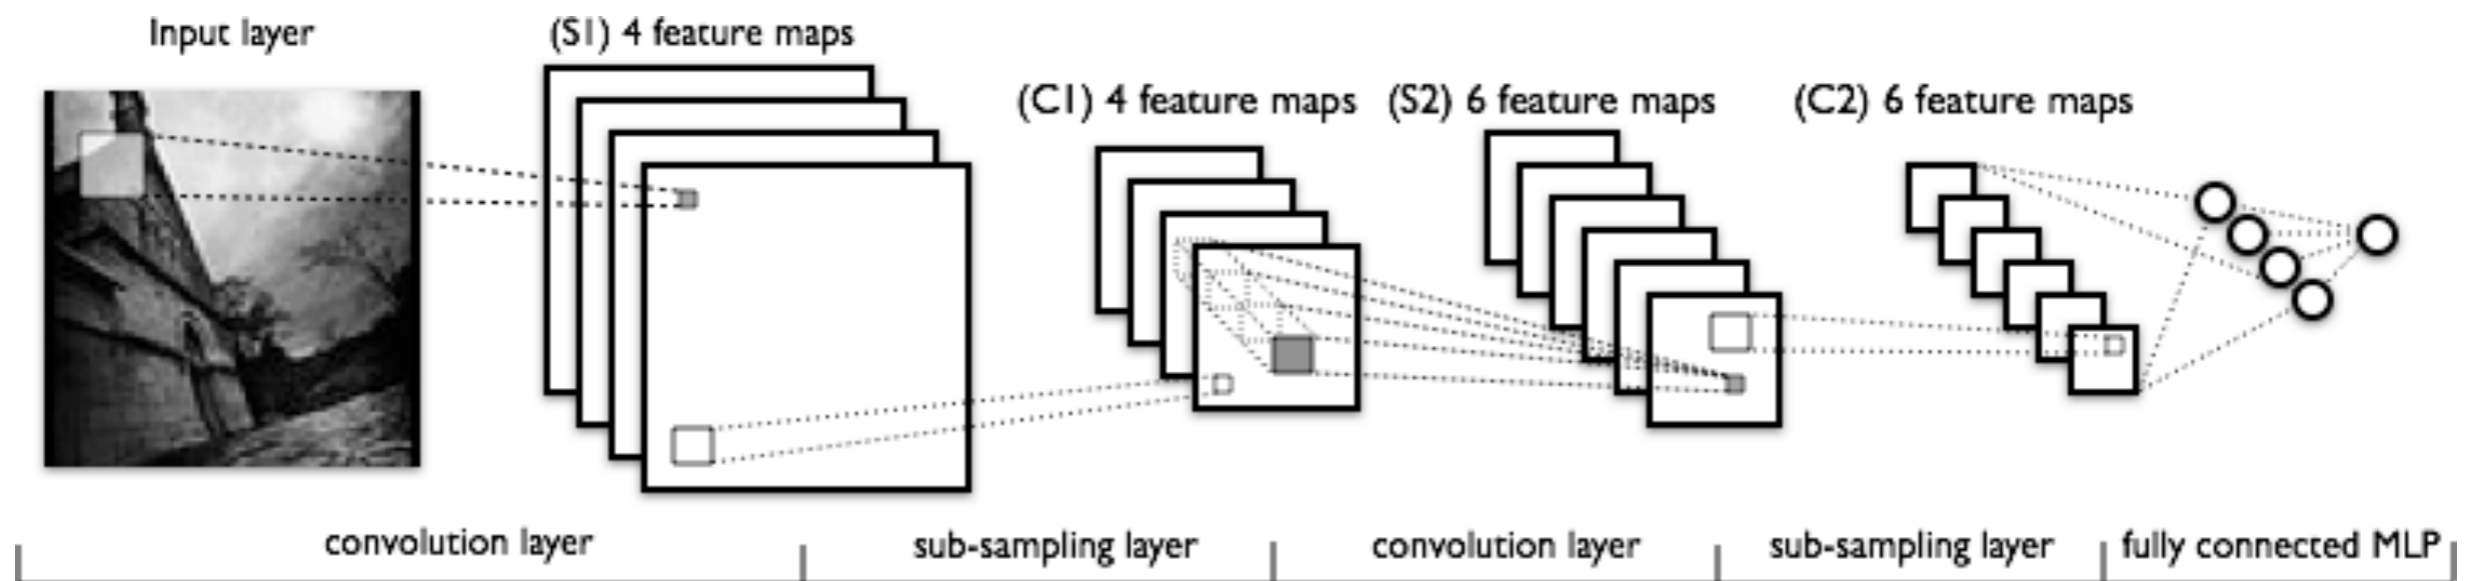 Input layer
(S1) 4 feature maps
(C1) 4 feature maps
(S2) 6 feature maps
(C2) 6 feature maps
convolution layer
sub-sampling layer
convolution layer
sub-sampling layer
fully connected MLP